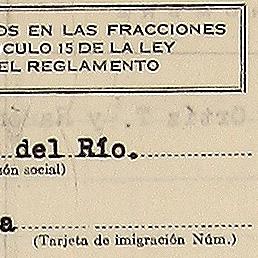 OS EN LAS FRACCIONES
CULO 15 DE LA LEY
EL REGLAMENTO
del Río.
ón social)
a
(Tarjeta de imigración Núm.)